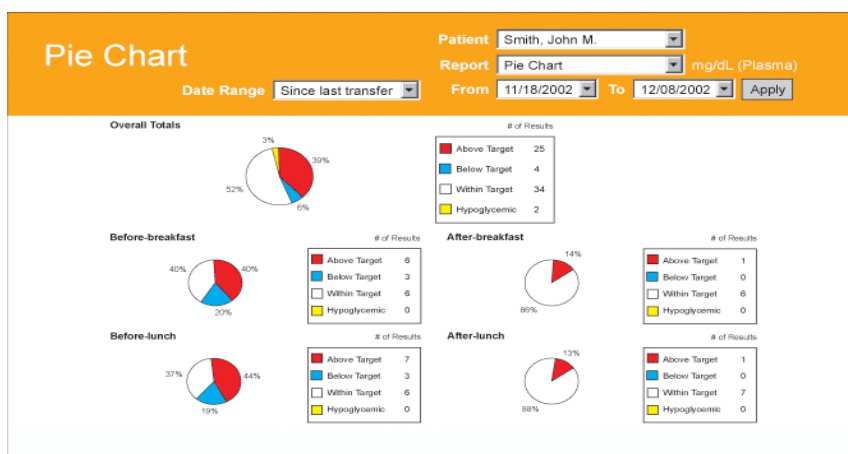 Pie Chart
Patient Smith, John M.
Report Pie Chart mg/dL (Plasma)
Date Range Since last transfer From 11/18/2002 To 12/08/2002 Apply
Overall Totals
# of Results
3%
39%
52%
6%
Above Target 25
Below Target 4
Within Target 34
Hypoglycemic 2
Before-breakfast
# of Results
40%
40%
20%
Above Target 6
Below Target 3
Within Target 6
Hypoglycemic 0
After-breakfast
# of Results
14%
86%
Above Target 1
Below Target 0
Within Target 6
Hypoglycemic 0
Before-lunch
# of Results
37%
44%
19%
Above Target 7
Below Target 3
Within Target 6
Hypoglycemic 0
After-lunch
# of Results
13%
88%
Above Target 1
Below Target 0
Within Target 7
Hypoglycemic 0